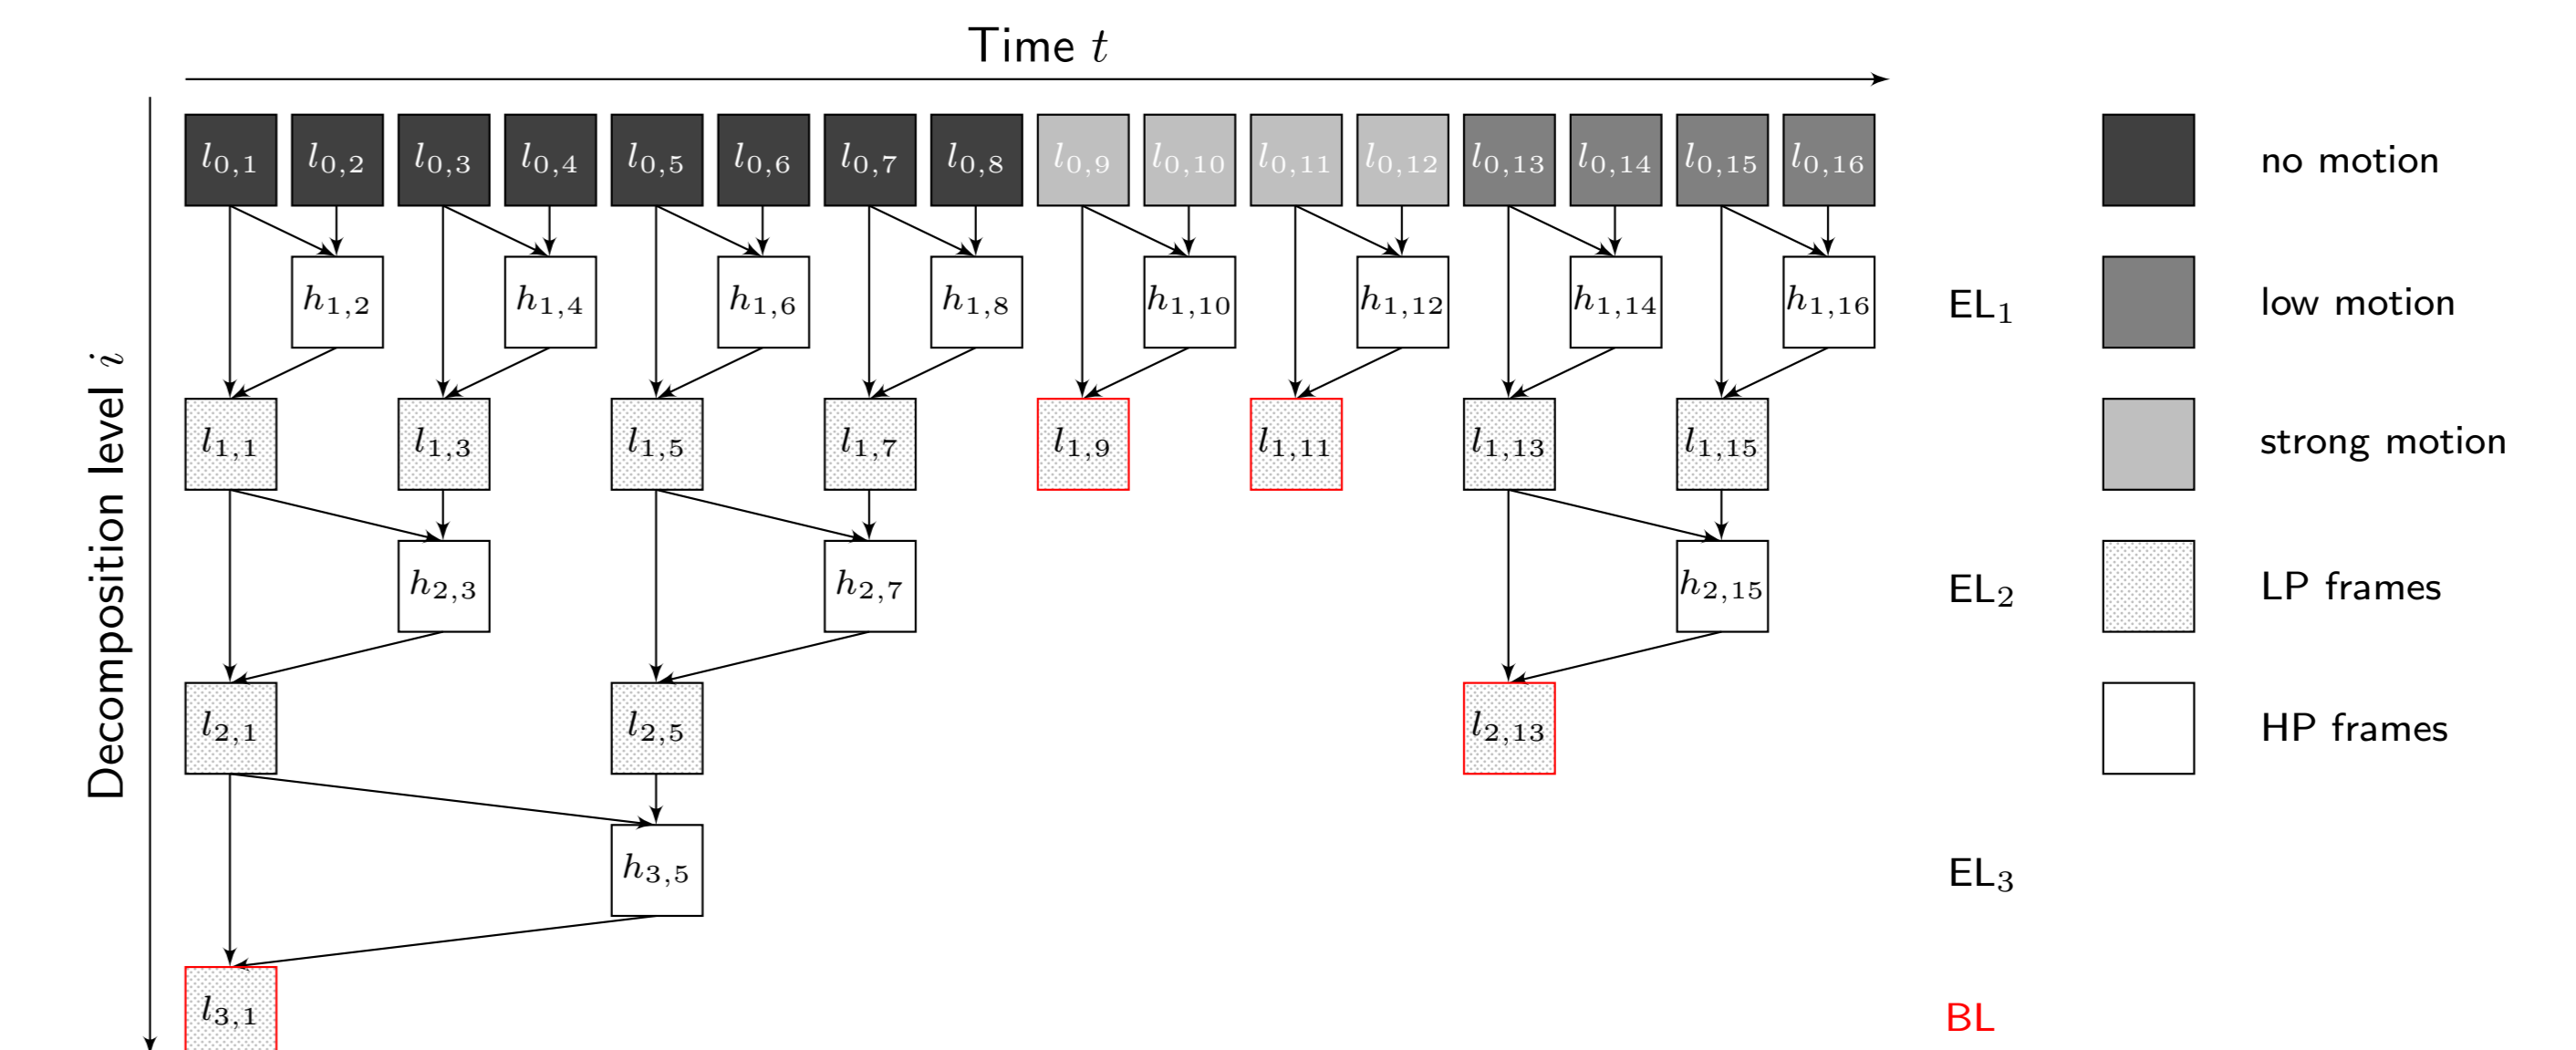 Time t
Decomposition level i
l0,1 l0,2 l0,3 l0,4 l0,5 l0,6 l0,7 l0,8 l0,9 l0,10 l0,11 l0,12 l0,13 l0,14 l0,15 l0,16 no motion
h1,2 h1,4 h1,6 h1,8 h1,10 h1,12 h1,14 h1,16 EL1 low motion
l1,1 l1,3 l1,5 l1,7 l1,9 l1,11 l1,13 l1,15 strong motion
h2,3 h2,7 h2,15 EL2 LP frames
l2,1 l2,5 l2,13 HP frames
h3,5 EL3
l3,1 BL